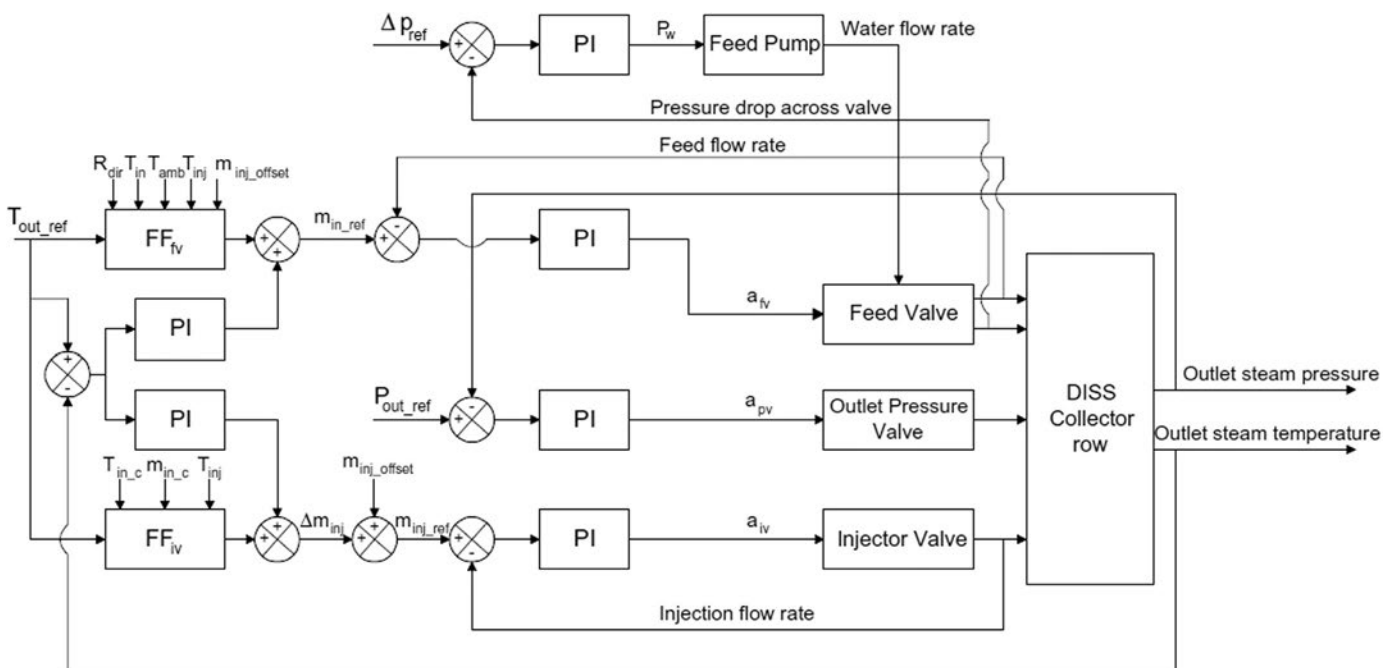 Δ p_ref
+
-
PI
P_w
Feed Pump
Water flow rate
Pressure drop across valve
Feed flow rate
R_dir T_in T_amb T_inj m_inj_offset
T_out_ref
FF_fv
+
+
m_in_ref
-
+
PI
a_fv
Feed Valve
PI
+
-
PI
P_out_ref
-
+
PI
a_pv
Outlet Pressure
Valve
DISS
Collector
row
Outlet steam pressure
Outlet steam temperature
T_in_c m_in_c T_inj
FF_iv
+
+
Δm_inj
m_inj_offset
+
+
m_inj_ref
+
-
PI
a_iv
Injector Valve
Injection flow rate